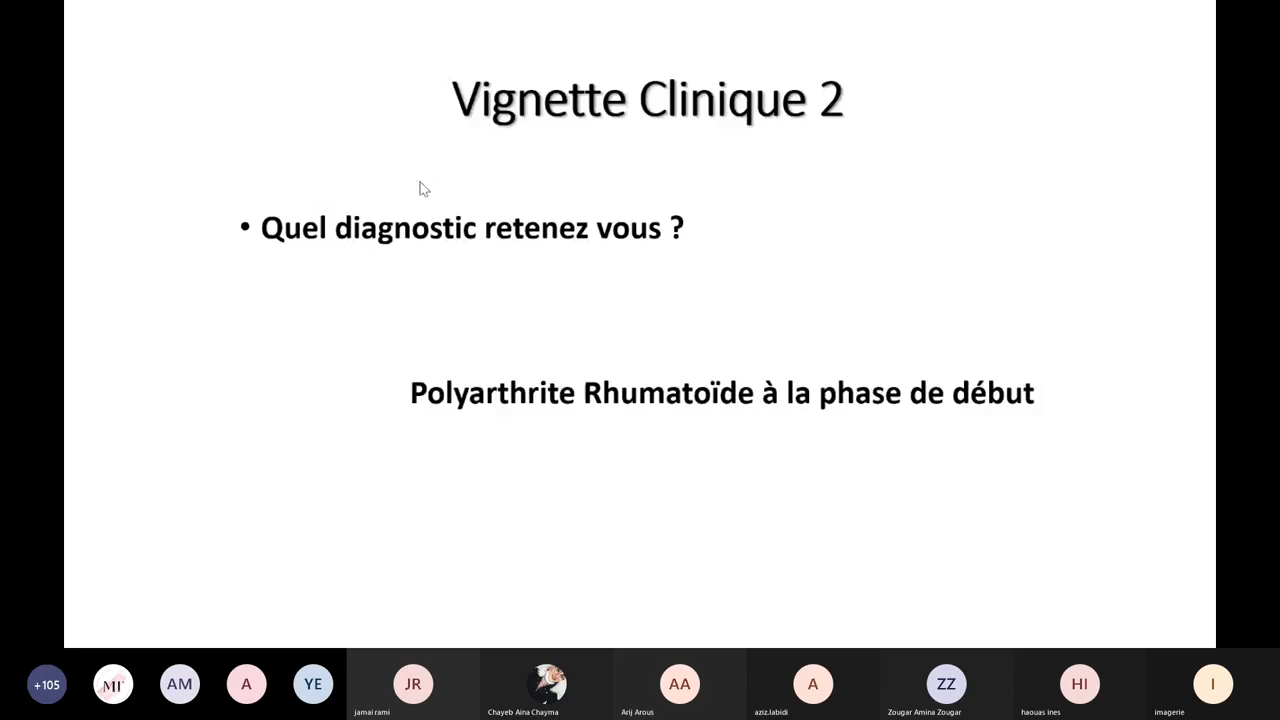 Vignette Clinique 2
• Quel diagnostic retenez vous ?
Polyarthrite Rhumatoïde à la phase de début
+105
MI
AM
A
YE
JR
AA
A
ZZ
HI
I
jamai rami
Chayeb Aina Chayma
Arij Arous
aziz.labidi
Zougar Amina Zougar
haouas ines
imagerie